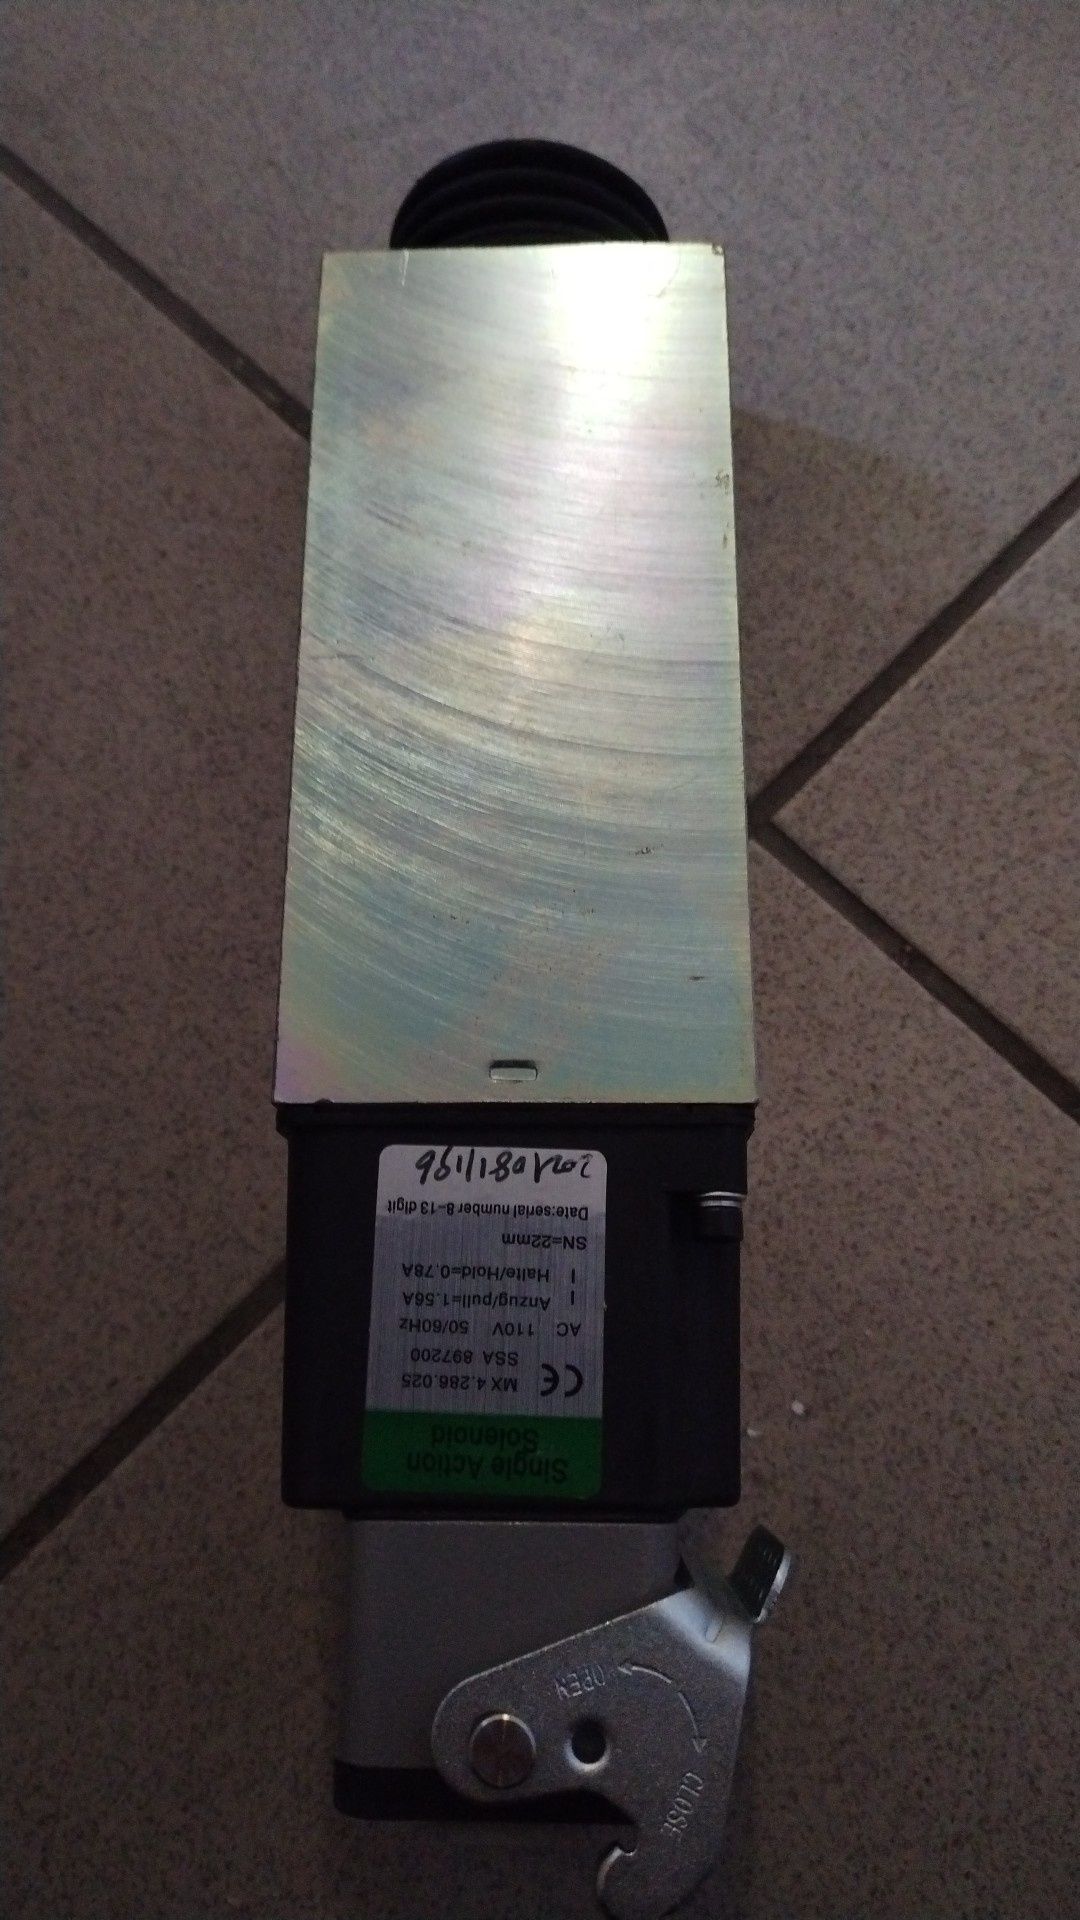 Single Action
Solenoid
CE MX 4.286.025
SSA 897200
AC 110V 50/60Hz
I Anzug/pull=1.56A
I Halte/Hold=0.78A
SN=22mm
Date:serial number 8-13 digit
OPEN
CLOSE